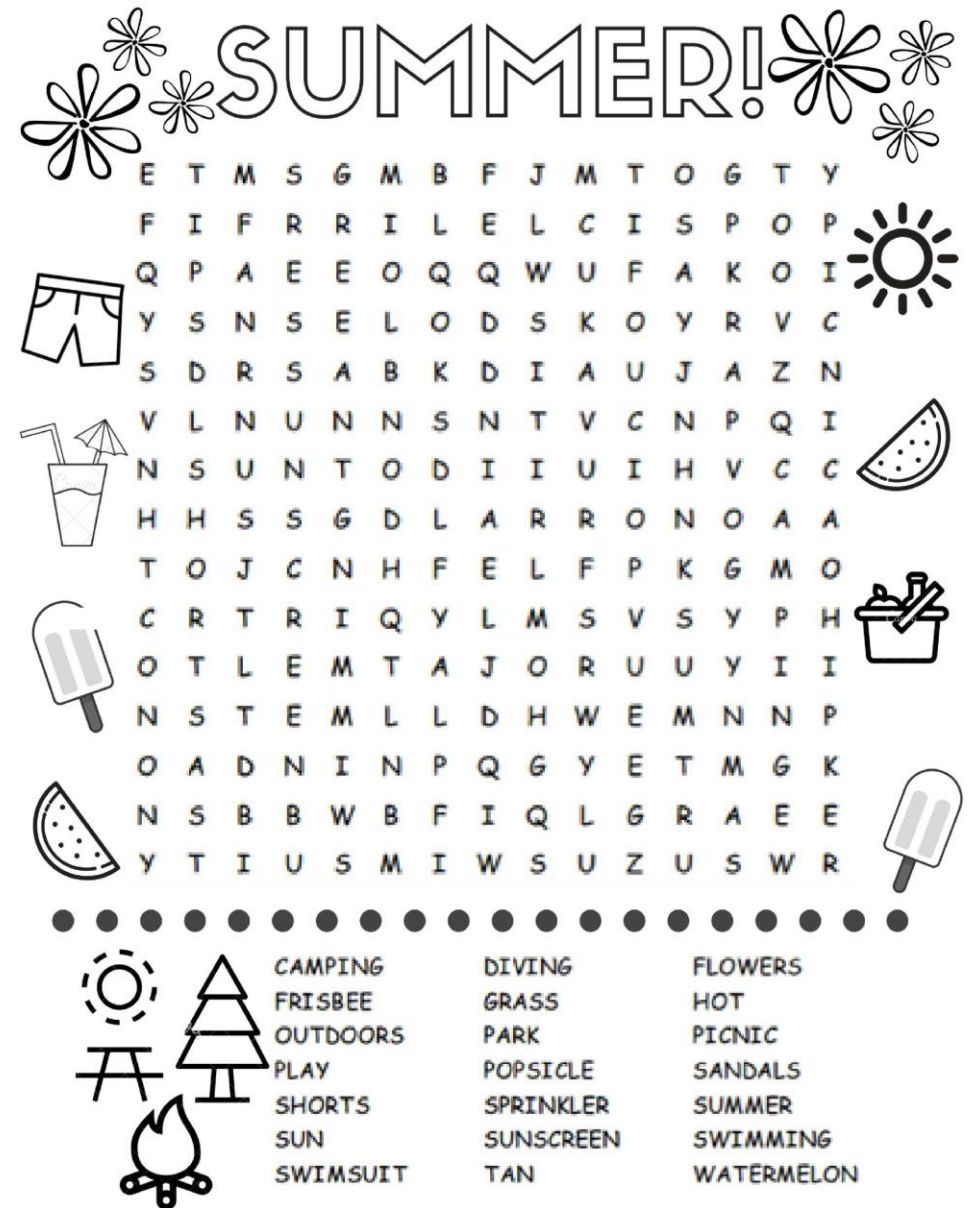 SUMMER!
E T M S G M B F J M T O G T Y
F I F R R I L E L C I S P O P
Q P A E E O Q Q W U F A K O I
Y S N S E L O D S K O Y R V C
S D R S A B K D I A U J A Z N
V L N U N N S N T V C N P Q I
N S U N T O D I I U I H V C C
H H S S G D L A R R O N O A A
T O J C N H F E L F P K G M O
C R T R I Q Y L M S V S Y P H
O T L E M T A J O R U U Y I I
N S T E M L L D H W E M N N P
O A D N I N P Q G Y E T M G K
N S B B W B F I Q L G R A E E
Y T I U S M I W S U Z U S W R
CAMPING DIVING FLOWERS
FRISBEE GRASS HOT
OUTDOORS PARK PICNIC
PLAY POPSICLE SANDALS
SHORTS SPRINKLER SUMMER
SUN SUNSCREEN SWIMMING
SWIMSUIT TAN WATERMELON